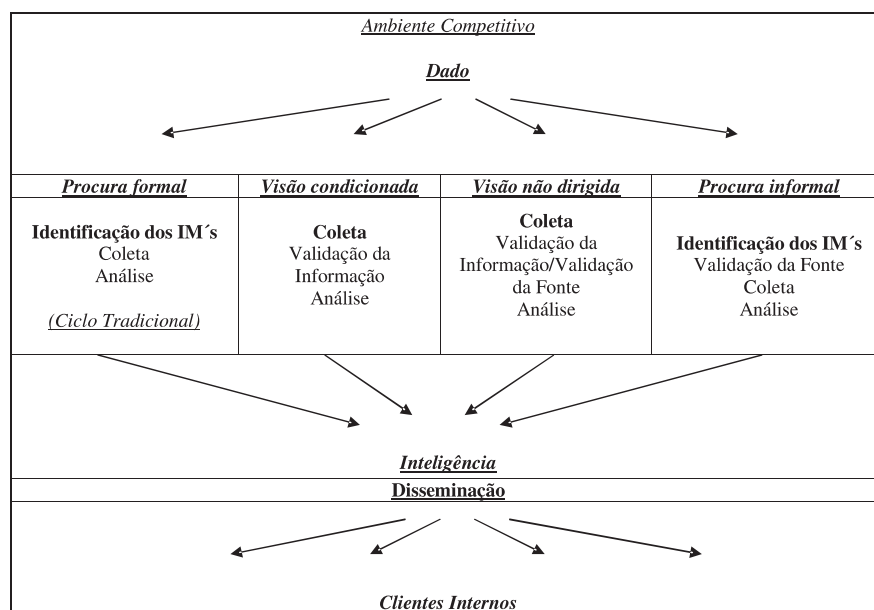 Ambiente Competitivo
Dado
Procura formal
Visão condicionada
Visão não dirigida
Procura informal
Identificação dos IM´s
Coleta
Análise
(Ciclo Tradicional)
Coleta
Validação da
Informação
Análise
Coleta
Validação da
Informação/Validação
da Fonte
Análise
Identificação dos IM´s
Validação da Fonte
Coleta
Análise
Inteligência
Disseminação
Clientes Internos